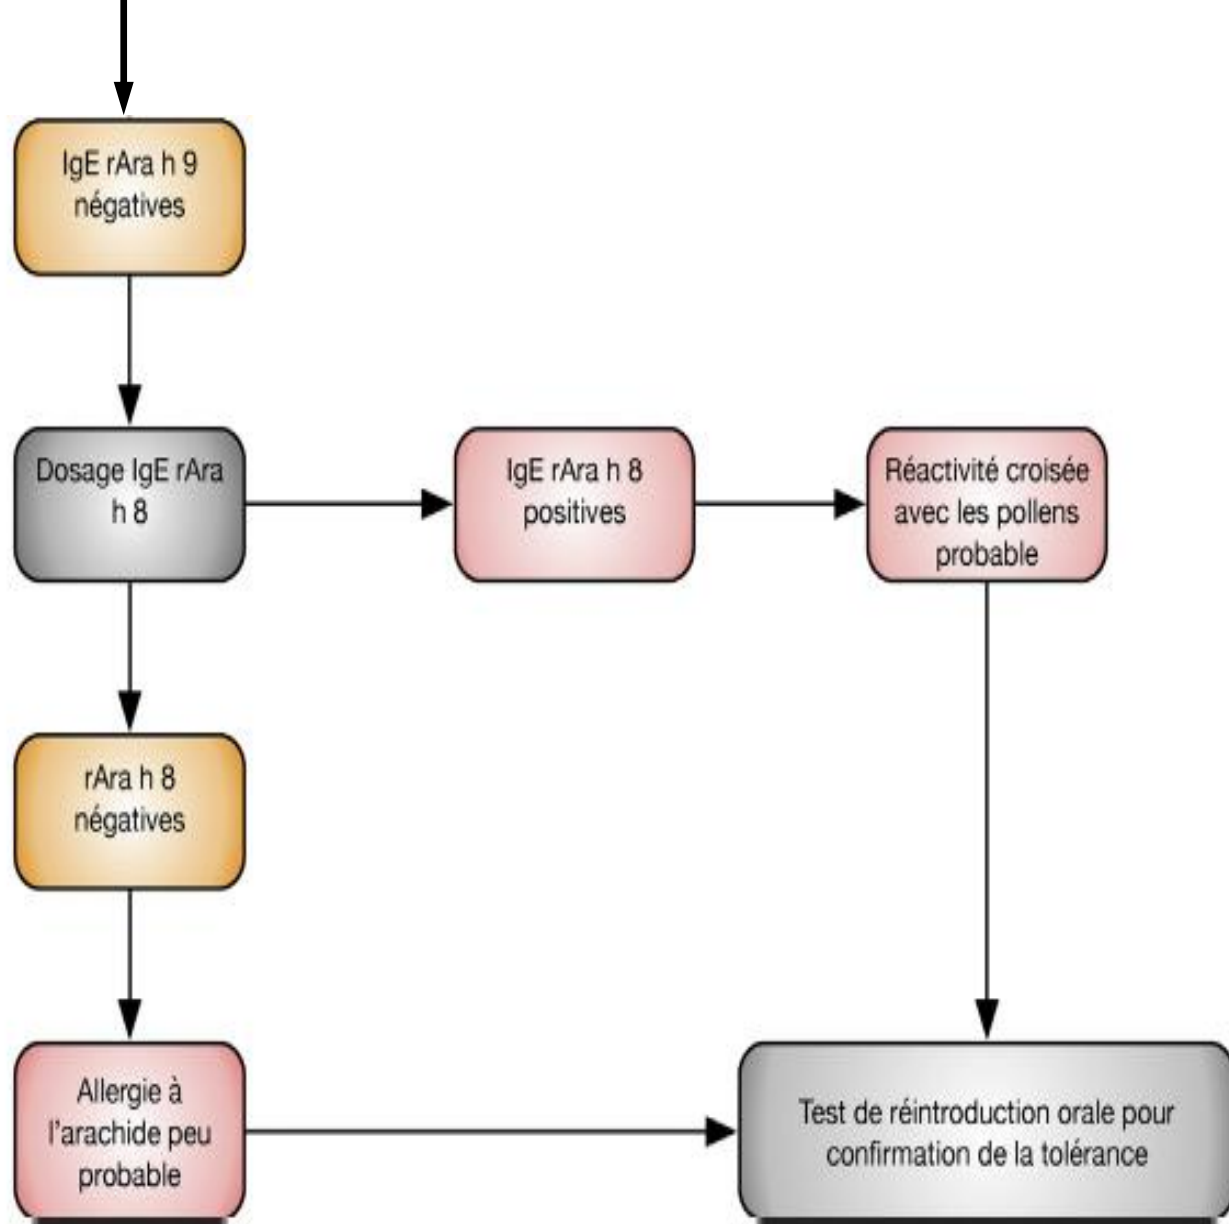 IgE rAra h 9
négatives
Dosage IgE rAra
h 8
IgE rAra h 8
positives
Réactivité croisée
avec les pollens
probable
rAra h 8
négatives
Allergie à
l'arachide peu
probable
Test de réintroduction orale pour
confirmation de la tolérance